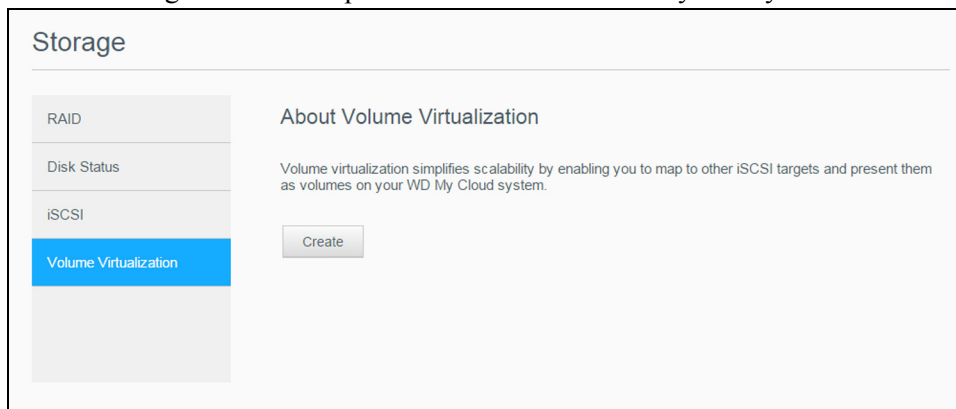 Storage
RAID
Disk Status
iSCSI
Volume Virtualization
About Volume Virtualization
Volume virtualization simplifies scalability by enabling you to map to other iSCSI targets and present them
as volumes on your WD My Cloud system.
Create